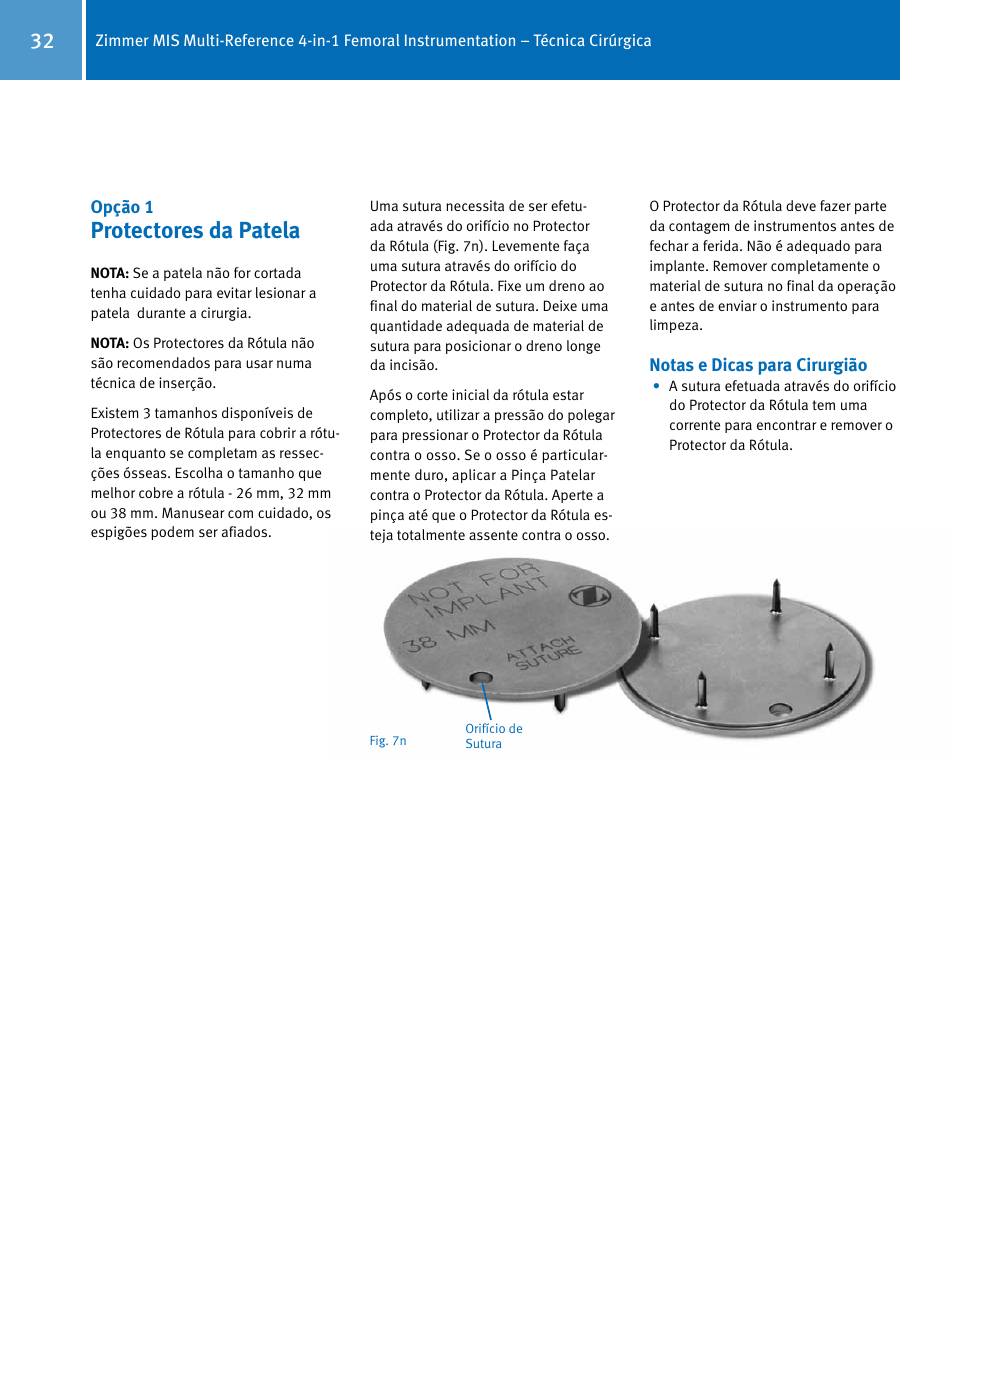 32
Zimmer MIS Multi-Reference 4-in-1 Femoral Instrumentation – Técnica Cirúrgica
Opção 1
Protectores da Patela
NOTA: Se a patela não for cortada
tenha cuidado para evitar lesionar a
patela  durante a cirurgia.
NOTA: Os Protectores da Rótula não
são recomendados para usar numa
técnica de inserção.
Existem 3 tamanhos disponíveis de
Protectores de Rótula para cobrir a rótu-
la enquanto se completam as ressec-
ções ósseas. Escolha o tamanho que
melhor cobre a rótula - 26 mm, 32 mm
ou 38 mm. Manusear com cuidado, os
espigões podem ser afiados.
Uma sutura necessita de ser efetu-
ada através do orifício no Protector
da Rótula (Fig. 7n). Levemente faça
uma sutura através do orifício do
Protector da Rótula. Fixe um dreno ao
final do material de sutura. Deixe uma
quantidade adequada de material de
sutura para posicionar o dreno longe
da incisão.
Após o corte inicial da rótula estar
completo, utilizar a pressão do polegar
para pressionar o Protector da Rótula
contra o osso. Se o osso é particular-
mente duro, aplicar a Pinça Patelar
contra o Protector da Rótula. Aperte a
pinça até que o Protector da Rótula es-
teja totalmente assente contra o osso.
O Protector da Rótula deve fazer parte
da contagem de instrumentos antes de
fechar a ferida. Não é adequado para
implante. Remover completamente o
material de sutura no final da operação
e antes de enviar o instrumento para
limpeza.
Notas e Dicas para Cirurgião
• A sutura efetuada através do orifício
do Protector da Rótula tem uma
corrente para encontrar e remover o
Protector da Rótula.
NOT FOR
IMPLANT
38 MM
ATTACH
SUTURE
Orifício de
Sutura
Fig. 7n